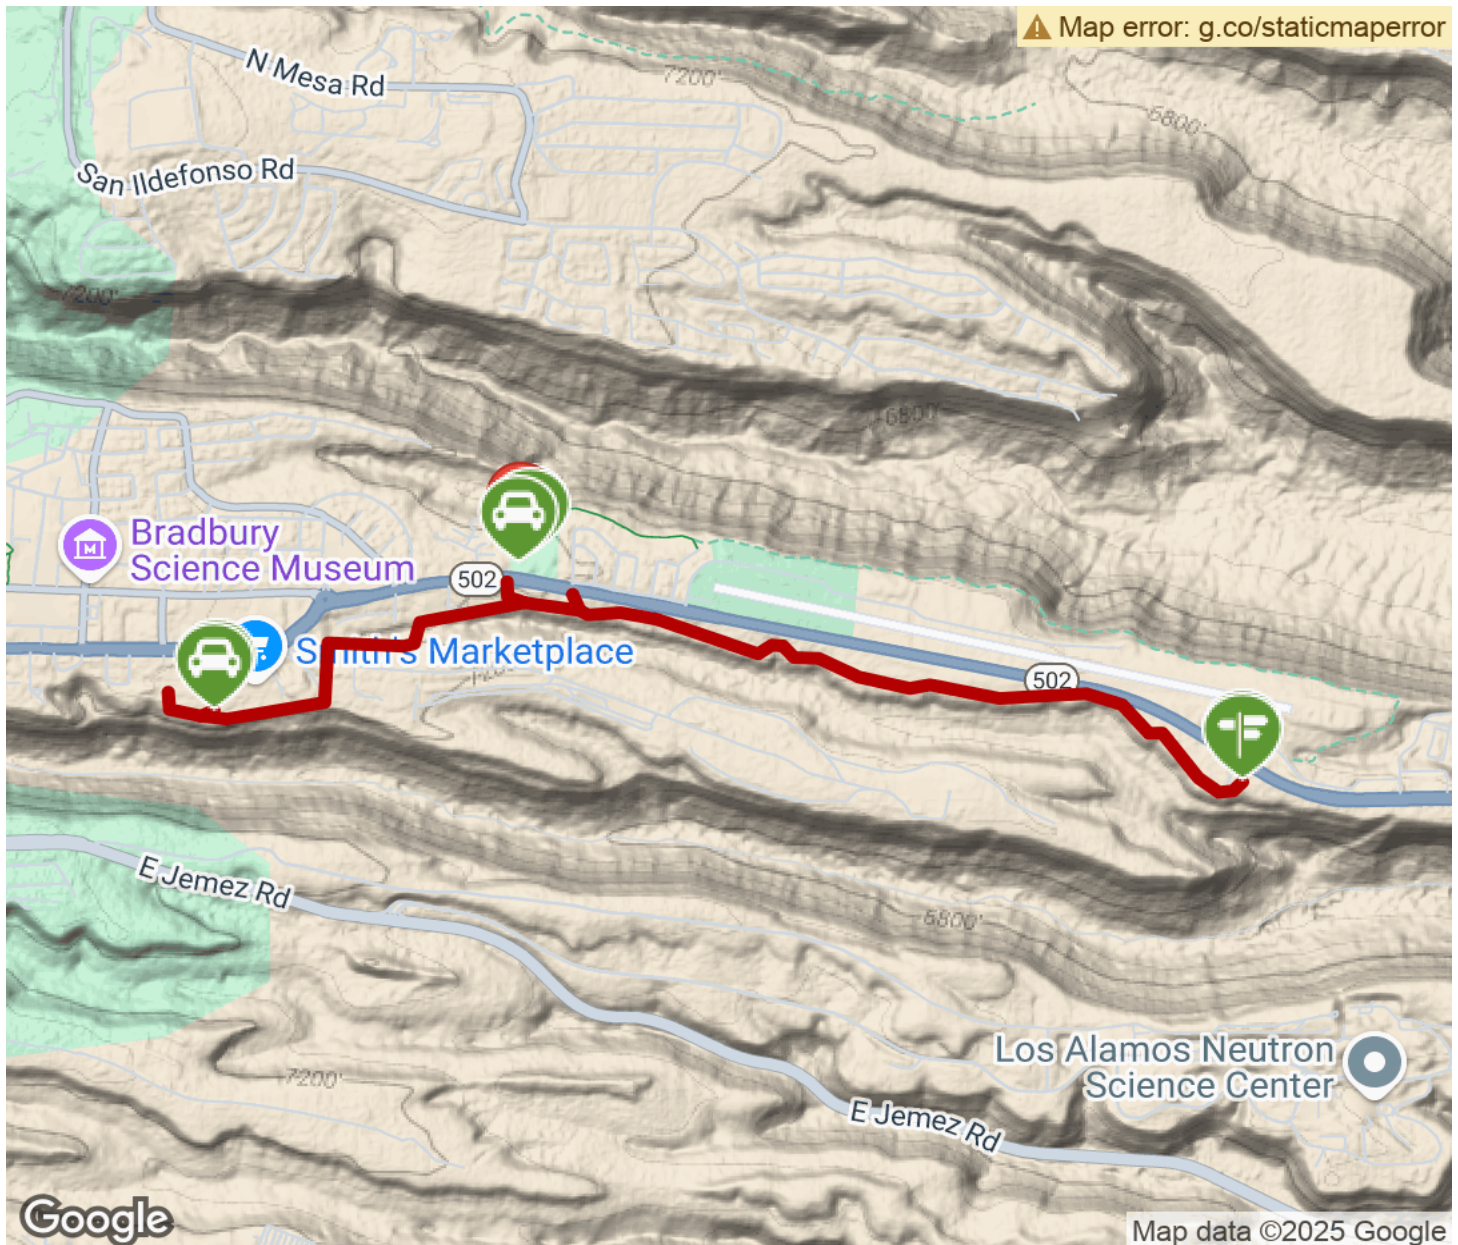 Map error: g.co/staticmaperror
N Mesa Rd
7200'
6800'
San Ildefonso Rd
7200'
6800'
Bradbury
Science Museum
502
Smith's Marketplace
502
E Jemez Rd
6800'
Los Alamos Neutron
Science Center
7200'
E Jemez Rd
Google
Map data ©2025 Google